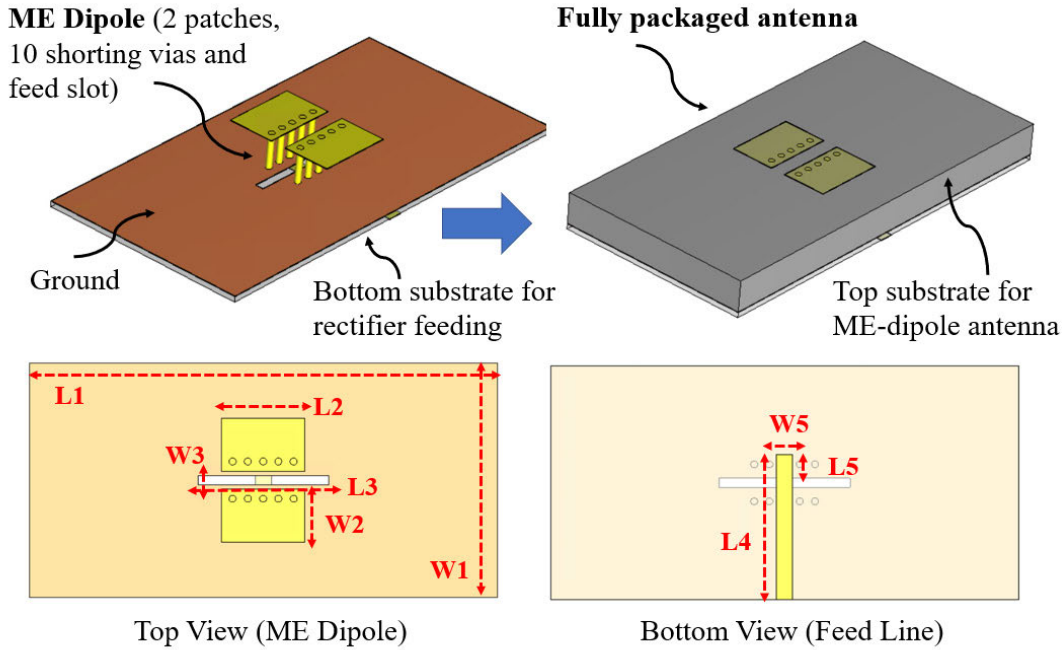 ME Dipole (2 patches,
10 shorting vias and
feed slot)
Fully packaged antenna
Ground
Bottom substrate for
rectifier feeding
Top substrate for
ME-dipole antenna
L1
L2
W3
L3
W2
W1
W5
L5
L4
Top View (ME Dipole)
Bottom View (Feed Line)